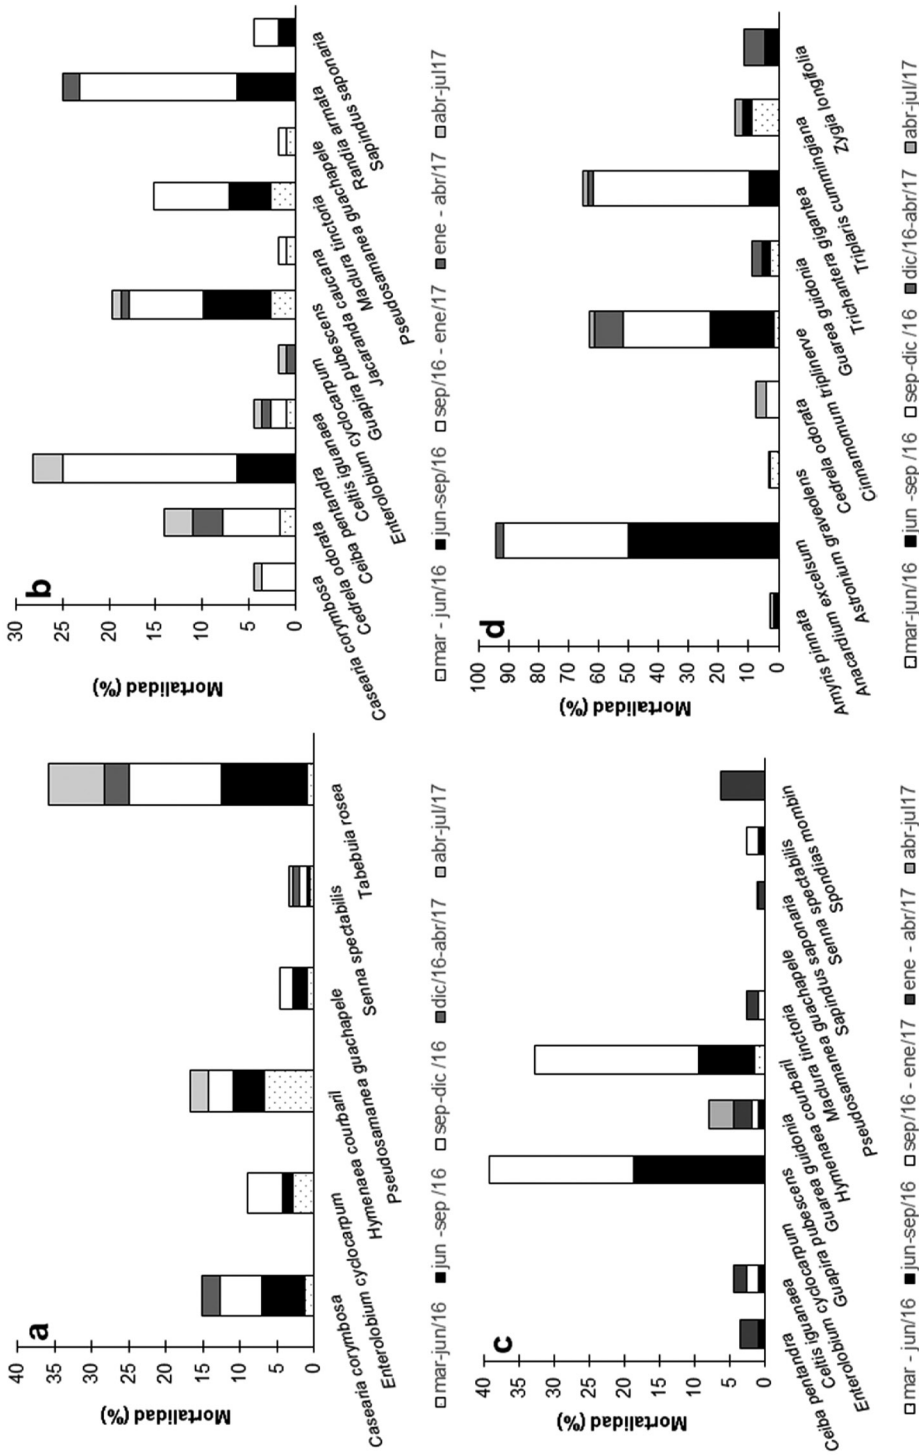 a
Mortalidad (%)
40
35
30
25
20
15
10
5
0
Casearia corymbosa
Enterolobium cyclocarpum
Hymenaea courbaril
Pseudosamanea guachapele
Senna spectabilis
Tabebuia rosea
mar-jun/16 jun -sep /16 sep-dic /16 dic/16-abr/17 abr-jul/17
b
Mortalidad (%)
30
25
20
15
10
5
0
Casearia corymbosa
Cedrela odorata
Ceiba pentandra
Celtis iguanaea
Enterolobium cyclocarpum
Guapira pubescens
Jacaranda caucana
Maclura tinctoria
Pseudosamanea guachapele
Randia armata
Sapindus saponaria
mar - jun/16 jun-sep/16 sep/16 - ene/17 ene - abr/17 abr-jul17
c
Mortalidad (%)
40
35
30
25
20
15
10
5
0
Ceiba pentandra
Celtis iguanaea
Enterolobium cyclocarpum
Guapira pubescens
Guarea guidonia
Hymenaea courbaril
Maclura tinctoria
Pseudosamanea guachapele
Sapindus saponaria
Senna spectabilis
Spondias mombin
mar - jun/16 jun-sep/16 sep/16 - ene/17 ene - abr/17 abr-jul17
d
Mortalidad (%)
100
90
80
70
60
50
40
30
20
10
0
Amyris pinnata
Anacardium excelsum
Astronium graveolens
Cedrela odorata
Cinnamomum triplinerve
Guarea guidonia
Trichantera gigantea
Triplaris cummingiana
Zygia longifolia
mar-jun/16 jun -sep /16 sep-dic /16 dic/16-abr/17 abr-jul/17